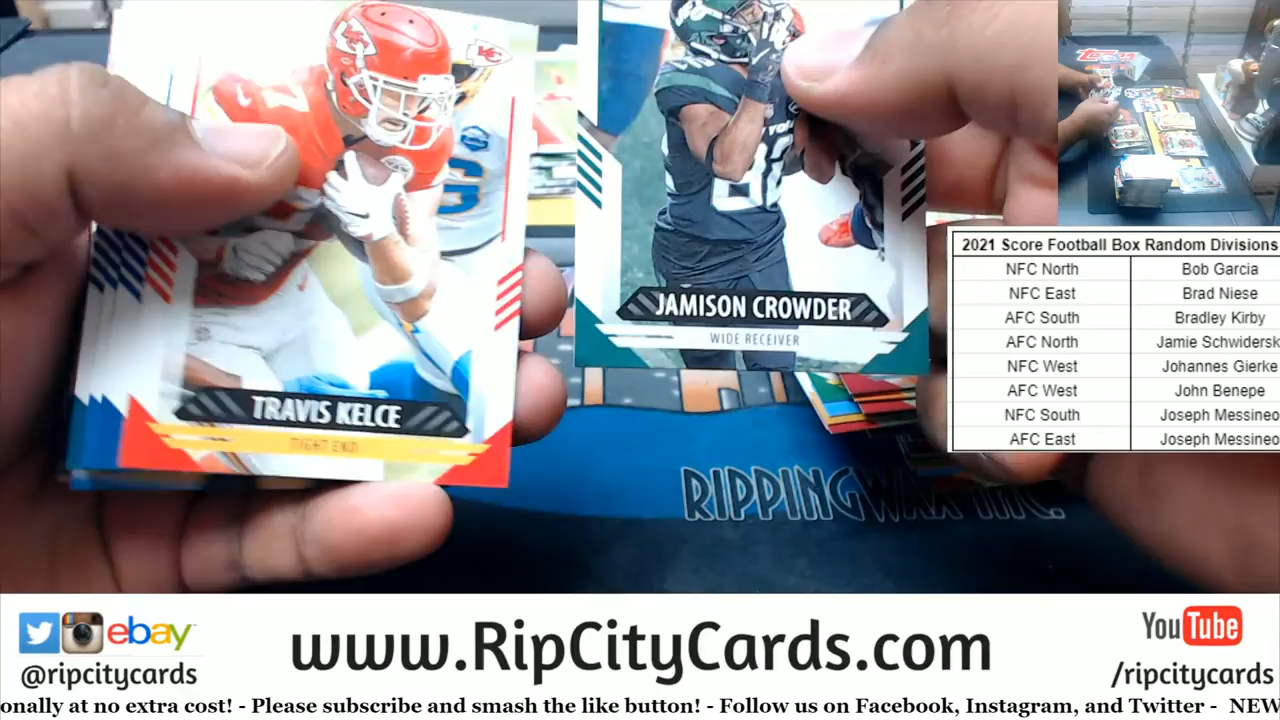 TRAVIS KELCE
TIGHT END
JAMISON CROWDER
WIDE RECEIVER
82
RIPPINGWAX INC.
Topps
2021 Score Football Box Random Divisions
NFC North Bob Garcia
NFC East Brad Niese
AFC South Bradley Kirby
AFC North Jamie Schwidersk
NFC West Johannes Gierke
AFC West John Benepe
NFC South Joseph Messineo
AFC East Joseph Messineo
ebay
@ripcitycards
www.RipCityCards.com
YouTube
/ripcitycards
onally at no extra cost! - Please subscribe and smash the like button! - Follow us on Facebook, Instagram, and Twitter - NEW